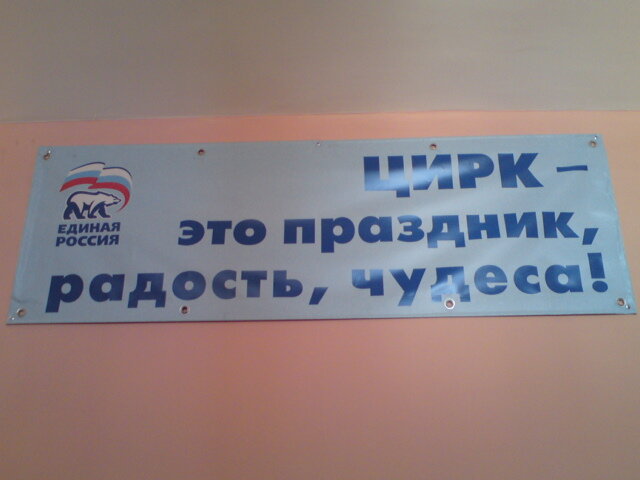 ЦИРК –
это праздник,
радость, чудеса!
ЕДИНАЯ
РОССИЯ